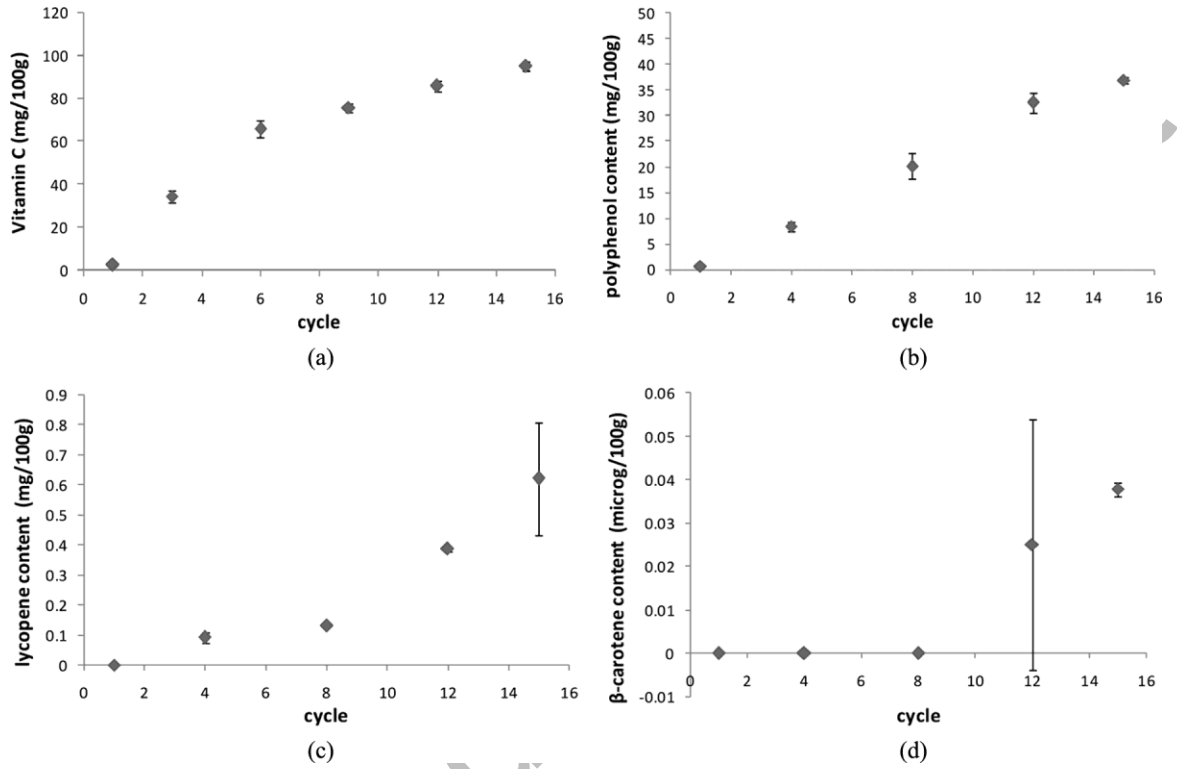 120
100
80
60
40
20
0
0 2 4 6 8 10 12 14 16
Vitamin C (mg/100g)
cycle
(a)
50
45
40
35
30
25
20
15
10
5
0
0 2 4 6 8 10 12 14 16
polyphenol content (mg/100g)
cycle
(b)
0.9
0.8
0.7
0.6
0.5
0.4
0.3
0.2
0.1
0
0 2 4 6 8 10 12 14 16
lycopene content (mg/100g)
cycle
(c)
0.06
0.05
0.04
0.03
0.02
0.01
0
-0.01
0 2 4 6 8 10 12 14 16
β-carotene content (microg/100g)
cycle
(d)